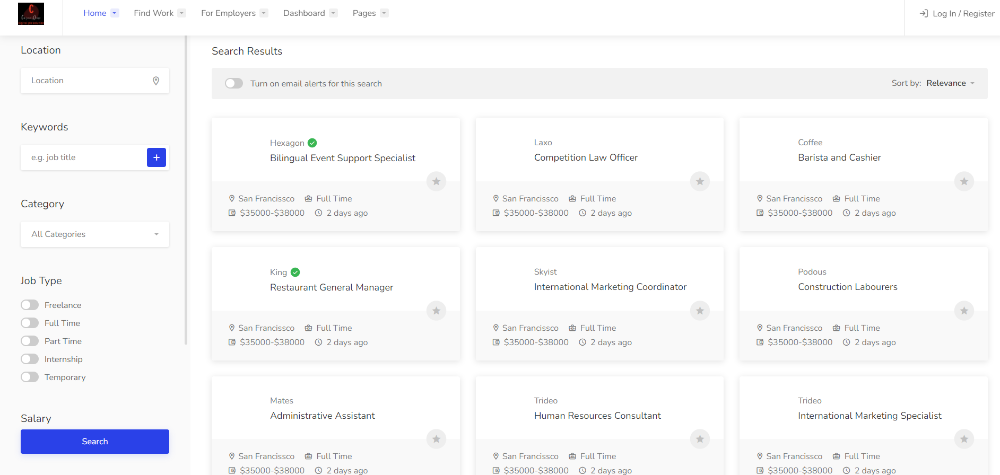 C
Home
Find Work
For Employers
Dashboard
Pages
Log In / Register
Location
Location
Keywords
e.g. job title
+
Category
All Categories
Job Type
Freelance
Full Time
Part Time
Internship
Temporary
Salary
Search
Search Results
Turn on email alerts for this search
Sort by: Relevance
Hexagon
Bilingual Event Support Specialist
San Francissco Full Time
$35000-$38000 2 days ago
Laxo
Competition Law Officer
San Francissco Full Time
$35000-$38000 2 days ago
Coffee
Barista and Cashier
San Francissco Full Time
$35000-$38000 2 days ago
King
Restaurant General Manager
San Francissco Full Time
$35000-$38000 2 days ago
Skyist
International Marketing Coordinator
San Francissco Full Time
$35000-$38000 2 days ago
Podous
Construction Labourers
San Francissco Full Time
$35000-$38000 2 days ago
Mates
Administrative Assistant
San Francissco Full Time
$35000-$38000 2 days ago
Trideo
Human Resources Consultant
San Francissco Full Time
$35000-$38000 2 days ago
Trideo
International Marketing Specialist
San Francissco Full Time
$35000-$38000 2 days ago